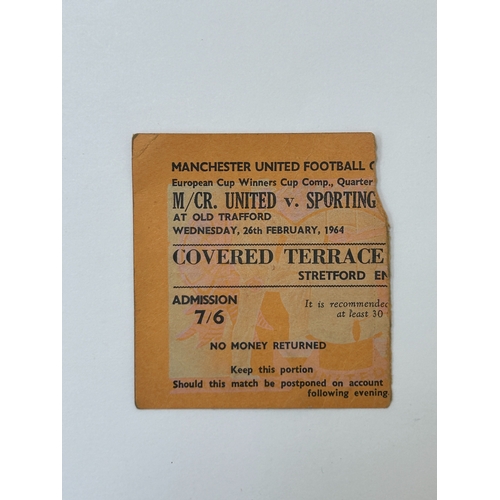 MANCHESTER UNITED FOOTBALL C
European Cup Winners Cup Comp., Quarter
M/CR. UNITED v. SPORTING
AT OLD TRAFFORD
WEDNESDAY, 26th FEBRUARY, 1964
COVERED TERRACE
STRETFORD EN
ADMISSION
7/6
It is recommended
at least 30
NO MONEY RETURNED
Keep this portion
Should this match be postponed on account
following evening